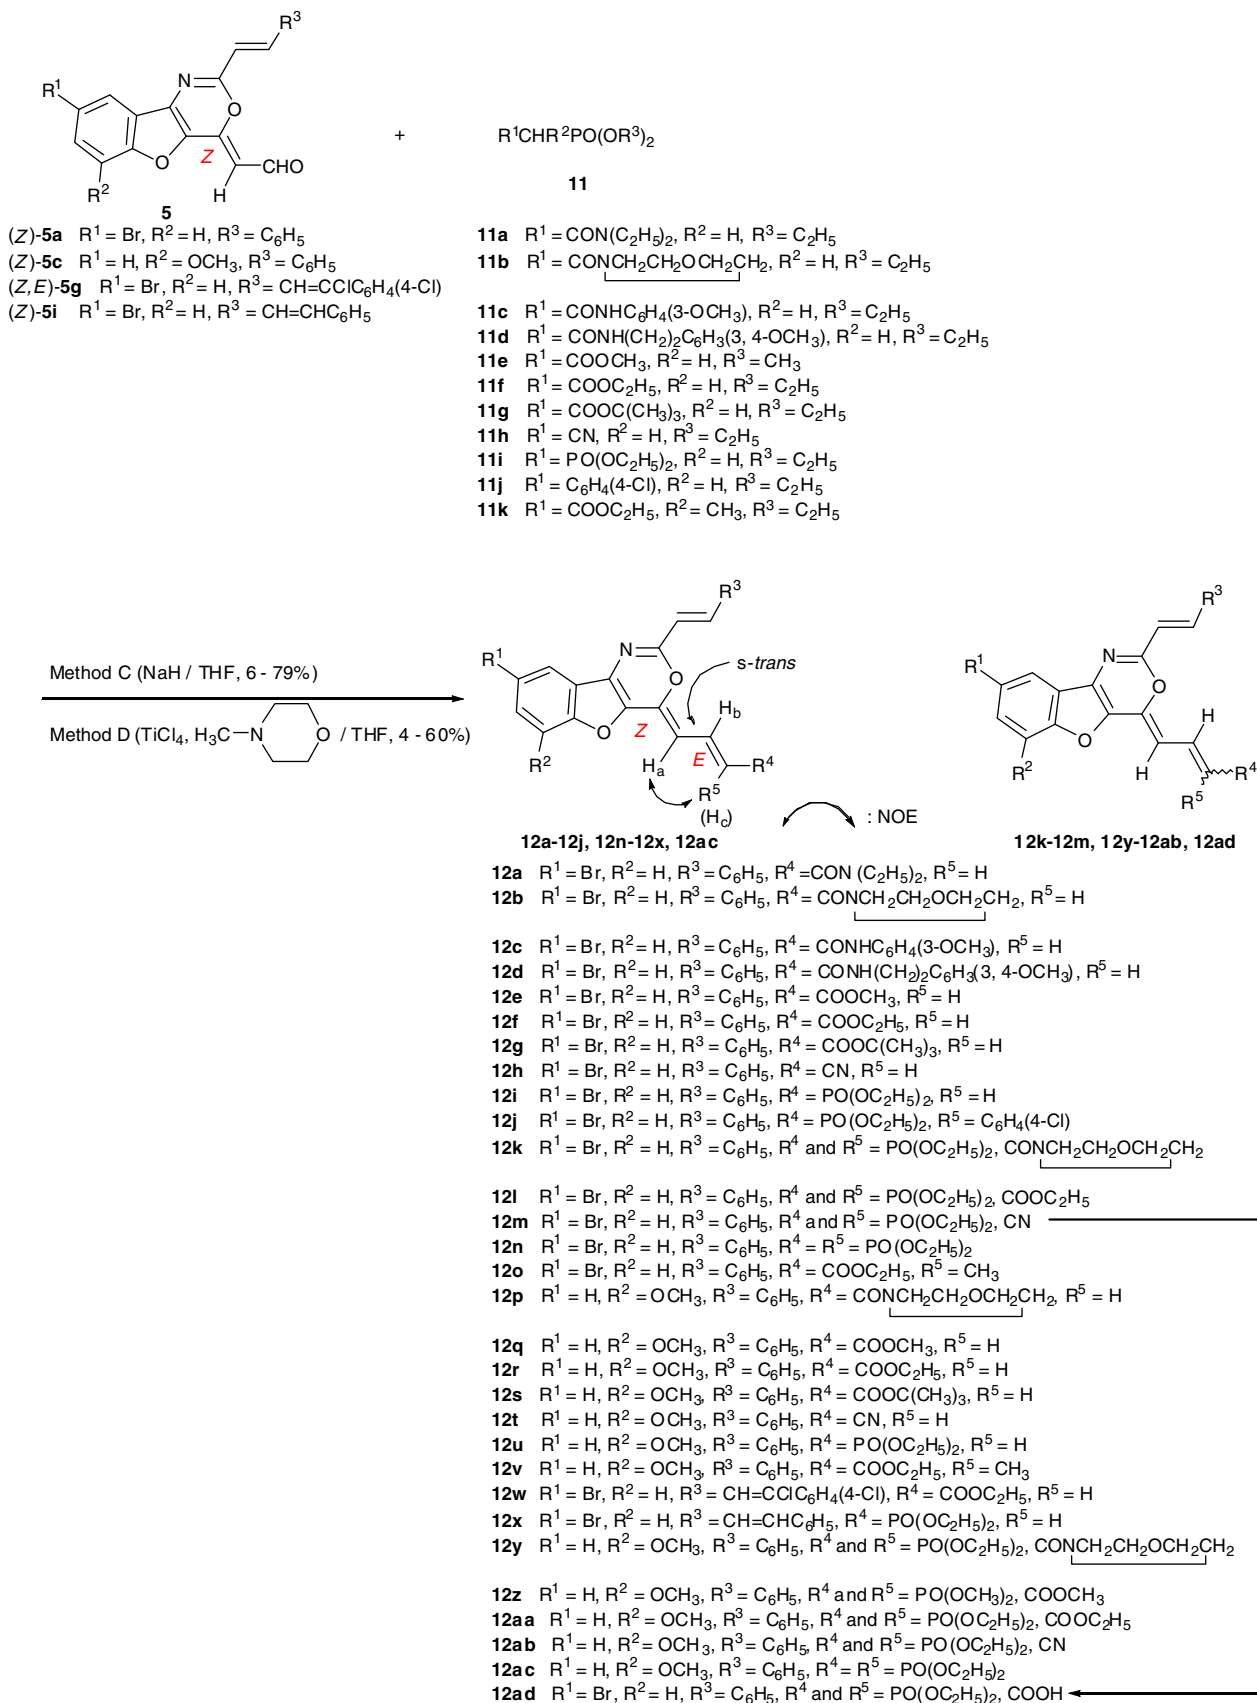 R³
R¹ N O
O Z CHO
R² H
+
R¹CHR²PO(OR³)₂
5
11
(Z)-5a R¹ = Br, R² = H, R³ = C₆H₅
(Z)-5c R¹ = H, R² = OCH₃, R³ = C₆H₅
(Z,E)-5g R¹ = Br, R² = H, R³ = CH=CClC₆H₄(4-Cl)
(Z)-5i R¹ = Br, R² = H, R³ = CH=CHC₆H₅
11a R¹ = CON(C₂H₅)₂, R² = H, R³ = C₂H₅
11b R¹ = CONCH₂CH₂OCH₂CH₂, R² = H, R³ = C₂H₅
11c R¹ = CONHC₆H₄(3-OCH₃), R² = H, R³ = C₂H₅
11d R¹ = CONH(CH₂)₂C₆H₃(3, 4-OCH₃), R² = H, R³ = C₂H₅
11e R¹ = COOCH₃, R² = H, R³ = CH₃
11f R¹ = COOC₂H₅, R² = H, R³ = C₂H₅
11g R¹ = COOC(CH₃)₃, R² = H, R³ = C₂H₅
11h R¹ = CN, R² = H, R³ = C₂H₅
11i R¹ = PO(OC₂H₅)₂, R² = H, R³ = C₂H₅
11j R¹ = C₆H₄(4-Cl), R² = H, R³ = C₂H₅
11k R¹ = COOC₂H₅, R² = CH₃, R³ = C₂H₅
Method C (NaH / THF, 6 - 79%)
Method D (TiCl₄, H₃C N O / THF, 4 - 60%)
R³
R¹ N O s-trans
O Z Hb
R² Ha E R⁴
R⁵
(Hc)
: NOE
R³
R¹ N O
O H
R² H R⁴
R⁵
12a-12j, 12n-12x, 12ac
12k-12m, 12y-12ab, 12ad
12a R¹ = Br, R² = H, R³ = C₆H₅, R⁴ =CON (C₂H₅)₂, R⁵ = H
12b R¹ = Br, R² = H, R³ = C₆H₅, R⁴ = CONCH₂CH₂OCH₂CH₂, R⁵ = H
12c R¹ = Br, R² = H, R³ = C₆H₅, R⁴ = CONHC₆H₄(3-OCH₃), R⁵ = H
12d R¹ = Br, R² = H, R³ = C₆H₅, R⁴ = CONH(CH₂)₂C₆H₃(3, 4-OCH₃), R⁵ = H
12e R¹ = Br, R² = H, R³ = C₆H₅, R⁴ = COOCH₃, R⁵ = H
12f R¹ = Br, R² = H, R³ = C₆H₅, R⁴ = COOC₂H₅, R⁵ = H
12g R¹ = Br, R² = H, R³ = C₆H₅, R⁴ = COOC(CH₃)₃, R⁵ = H
12h R¹ = Br, R² = H, R³ = C₆H₅, R⁴ = CN, R⁵ = H
12i R¹ = Br, R² = H, R³ = C₆H₅, R⁴ = PO(OC₂H₅)₂, R⁵ = H
12j R¹ = Br, R² = H, R³ = C₆H₅, R⁴ = PO(OC₂H₅)₂, R⁵ = C₆H₄(4-Cl)
12k R¹ = Br, R² = H, R³ = C₆H₅, R⁴ and R⁵ = PO(OC₂H₅)₂, CONCH₂CH₂OCH₂CH₂
12l R¹ = Br, R² = H, R³ = C₆H₅, R⁴ and R⁵ = PO(OC₂H₅)₂, COOC₂H₅
12m R¹ = Br, R² = H, R³ = C₆H₅, R⁴ and R⁵ = PO(OC₂H₅)₂, CN
12n R¹ = Br, R² = H, R³ = C₆H₅, R⁴ = R⁵ = PO(OC₂H₅)₂
12o R¹ = Br, R² = H, R³ = C₆H₅, R⁴ = COOC₂H₅, R⁵ = CH₃
12p R¹ = H, R² = OCH₃, R³ = C₆H₅, R⁴ = CONCH₂CH₂OCH₂CH₂, R⁵ = H
12q R¹ = H, R² = OCH₃, R³ = C₆H₅, R⁴ = COOCH₃, R⁵ = H
12r R¹ = H, R² = OCH₃, R³ = C₆H₅, R⁴ = COOC₂H₅, R⁵ = H
12s R¹ = H, R² = OCH₃, R³ = C₆H₅, R⁴ = COOC(CH₃)₃, R⁵ = H
12t R¹ = H, R² = OCH₃, R³ = C₆H₅, R⁴ = CN, R⁵ = H
12u R¹ = H, R² = OCH₃, R³ = C₆H₅, R⁴ = PO(OC₂H₅)₂, R⁵ = H
12v R¹ = H, R² = OCH₃, R³ = C₆H₅, R⁴ = COOC₂H₅, R⁵ = CH₃
12w R¹ = Br, R² = H, R³ = CH=CClC₆H₄(4-Cl), R⁴ = COOC₂H₅, R⁵ = H
12x R¹ = Br, R² = H, R³ = CH=CHC₆H₅, R⁴ = PO(OC₂H₅)₂, R⁵ = H
12y R¹ = H, R² = OCH₃, R³ = C₆H₅, R⁴ and R⁵ = PO(OC₂H₅)₂, CONCH₂CH₂OCH₂CH₂
12z R¹ = H, R² = OCH₃, R³ = C₆H₅, R⁴ and R⁵ = PO(OCH₃)₂, COOCH₃
12aa R¹ = H, R² = OCH₃, R³ = C₆H₅, R⁴ and R⁵ = PO(OC₂H₅)₂, COOC₂H₅
12ab R¹ = H, R² = OCH₃, R³ = C₆H₅, R⁴ and R⁵ = PO(OC₂H₅)₂, CN
12ac R¹ = H, R² = OCH₃, R³ = C₆H₅, R⁴ = R⁵ = PO(OC₂H₅)₂
12ad R¹ = Br, R² = H, R³ = C₆H₅, R⁴ and R⁵ = PO(OC₂H₅)₂, COOH